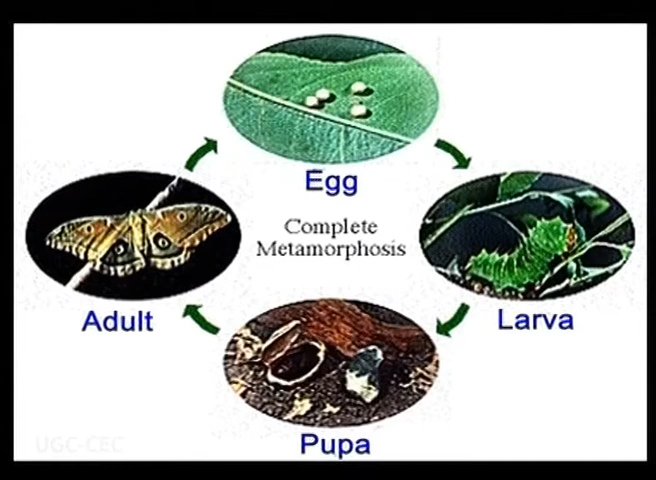 Egg
Complete
Metamorphosis
Adult
Larva
Pupa
UGC-CEC